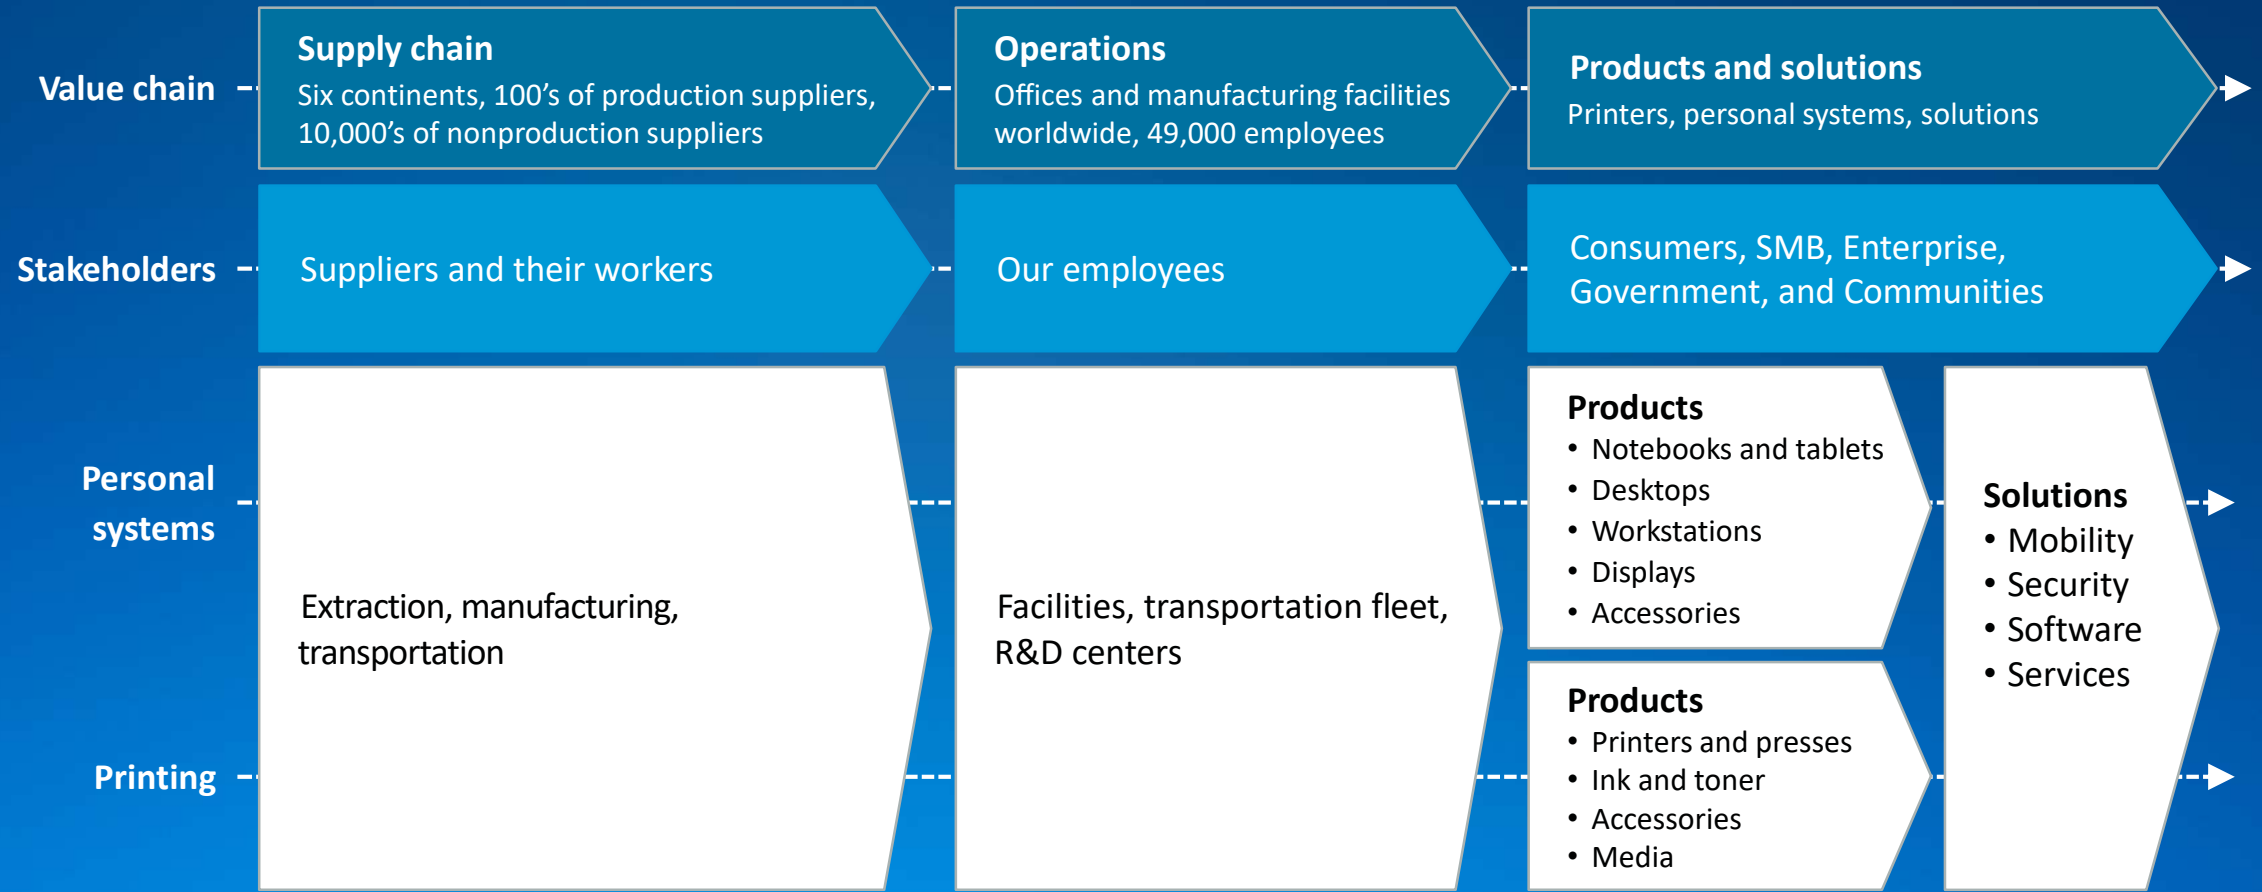 Value chain
Supply chain
Six continents, 100’s of production suppliers,
10,000’s of nonproduction suppliers
Operations
Offices and manufacturing facilities
worldwide, 49,000 employees
Products and solutions
Printers, personal systems, solutions
Stakeholders
Suppliers and their workers
Our employees
Consumers, SMB, Enterprise,
Government, and Communities
Personal
systems
Printing
Extraction, manufacturing,
transportation
Facilities, transportation fleet,
R&D centers
Products
• Notebooks and tablets
• Desktops
• Workstations
• Displays
• Accessories
Products
• Printers and presses
• Ink and toner
• Accessories
• Media
Solutions
• Mobility
• Security
• Software
• Services